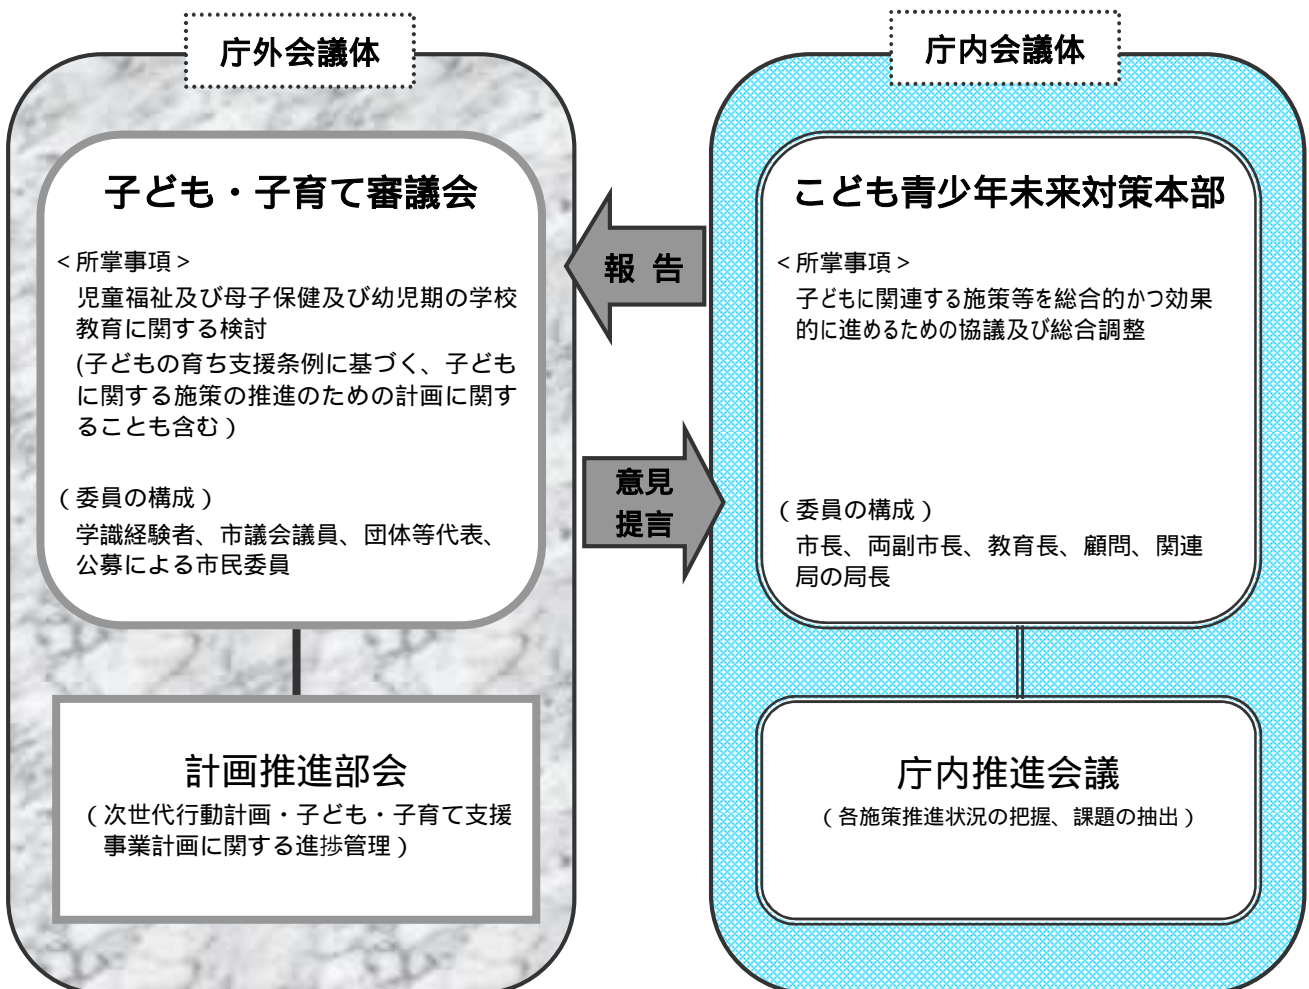 庁外会議体
子ども・子育て審議会
<所掌事項>
児童福祉及び母子保健及び幼児期の学校
教育に関する検討
(子どもの育ち支援条例に基づく、子ども
に関する施策の推進のための計画に関す
ることも含む)
(委員の構成)
学識経験者、市議会議員、団体等代表、
公募による市民委員
計画推進部会
(次世代行動計画・子ども・子育て支援
事業計画に関する進捗管理)
報 告
意見
提言
庁内会議体
こども青少年未来対策本部
<所掌事項>
子どもに関連する施策等を総合的かつ効果
的に進めるための協議及び総合調整
(委員の構成)
市長、両副市長、教育長、顧問、関連
局の局長
庁内推進会議
(各施策推進状況の把握、課題の抽出)